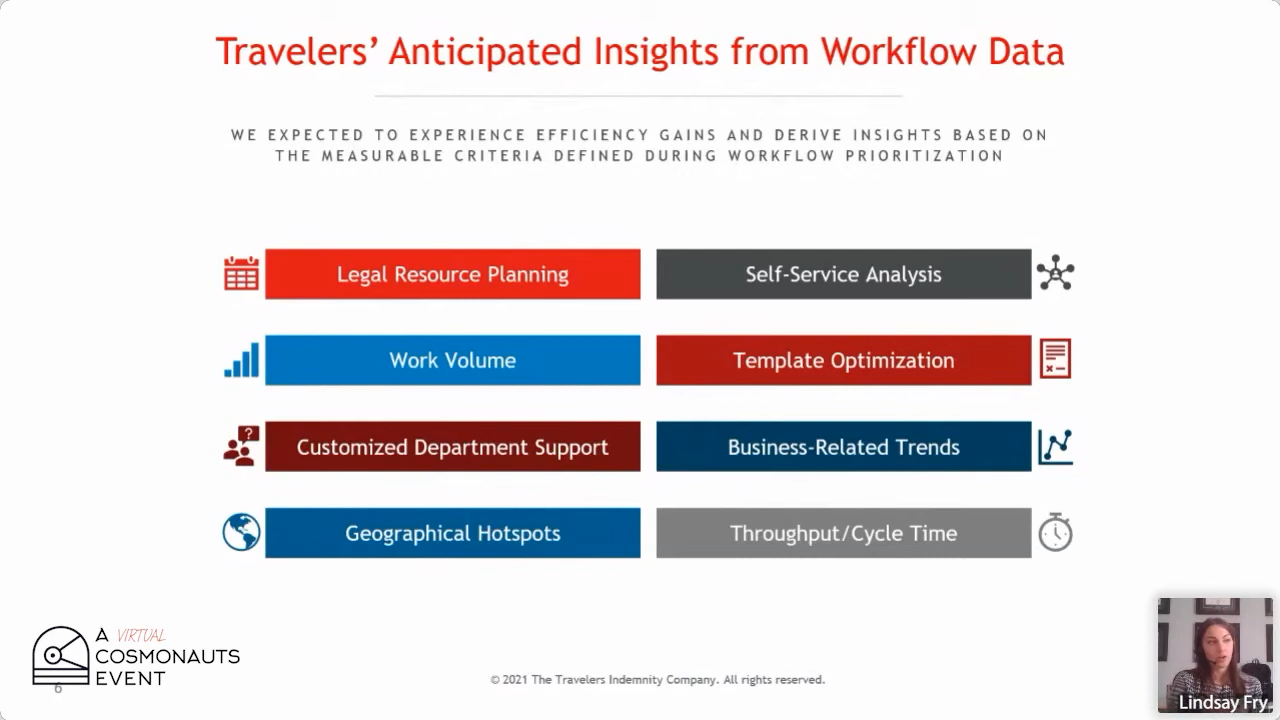 Travelers’ Anticipated Insights from Workflow Data
WE EXPECTED TO EXPERIENCE EFFICIENCY GAINS AND DERIVE INSIGHTS BASED ON
THE MEASURABLE CRITERIA DEFINED DURING WORKFLOW PRIORITIZATION
Legal Resource Planning
Self-Service Analysis
Work Volume
Template Optimization
?
Customized Department Support
Business-Related Trends
Geographical Hotspots
Throughput/Cycle Time
A VIRTUAL
COSMONAUTS
EVENT
6
© 2021 The Travelers Indemnity Company. All rights reserved.
Lindsay Fry